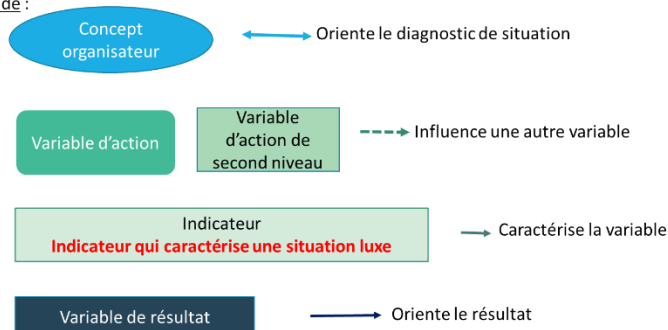 de :
Concept
organisateur
Oriente le diagnostic de situation
Variable d'action
Variable
d'action de
second niveau
Influence une autre variable
Indicateur
Indicateur qui caractérise une situation luxe
Caractérise la variable
Variable de résultat
Oriente le résultat